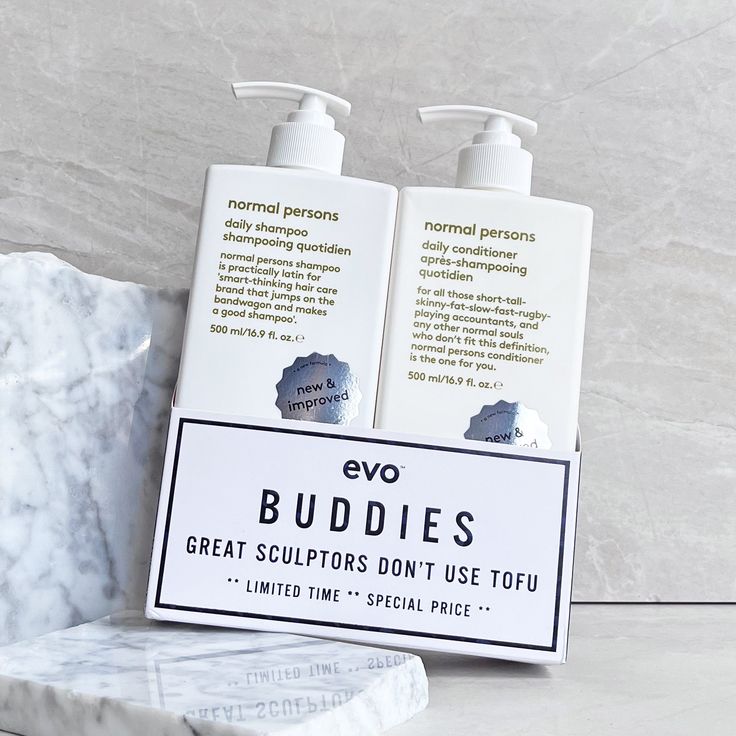 normal persons
daily shampoo
shampooing quotidien
normal persons shampoo
is practically latin for
'smart-thinking hair care
brand that jumps on the
bandwagon and makes
a good shampoo'.
500 ml/16.9 fl. oz.℮
new &
improved
normal persons
daily conditioner
après-shampooing
quotidien
for all those short-tall-
skinny-fat-slow-fast-rugby-
playing accountants, and
any other normal souls
who don't fit this definition,
normal persons conditioner
is the one for you.
500 ml/16.9 fl. oz.℮
new &
evo™
BUDDIES
GREAT SCULPTORS DON'T USE TOFU
** LIMITED TIME ** SPECIAL PRICE **